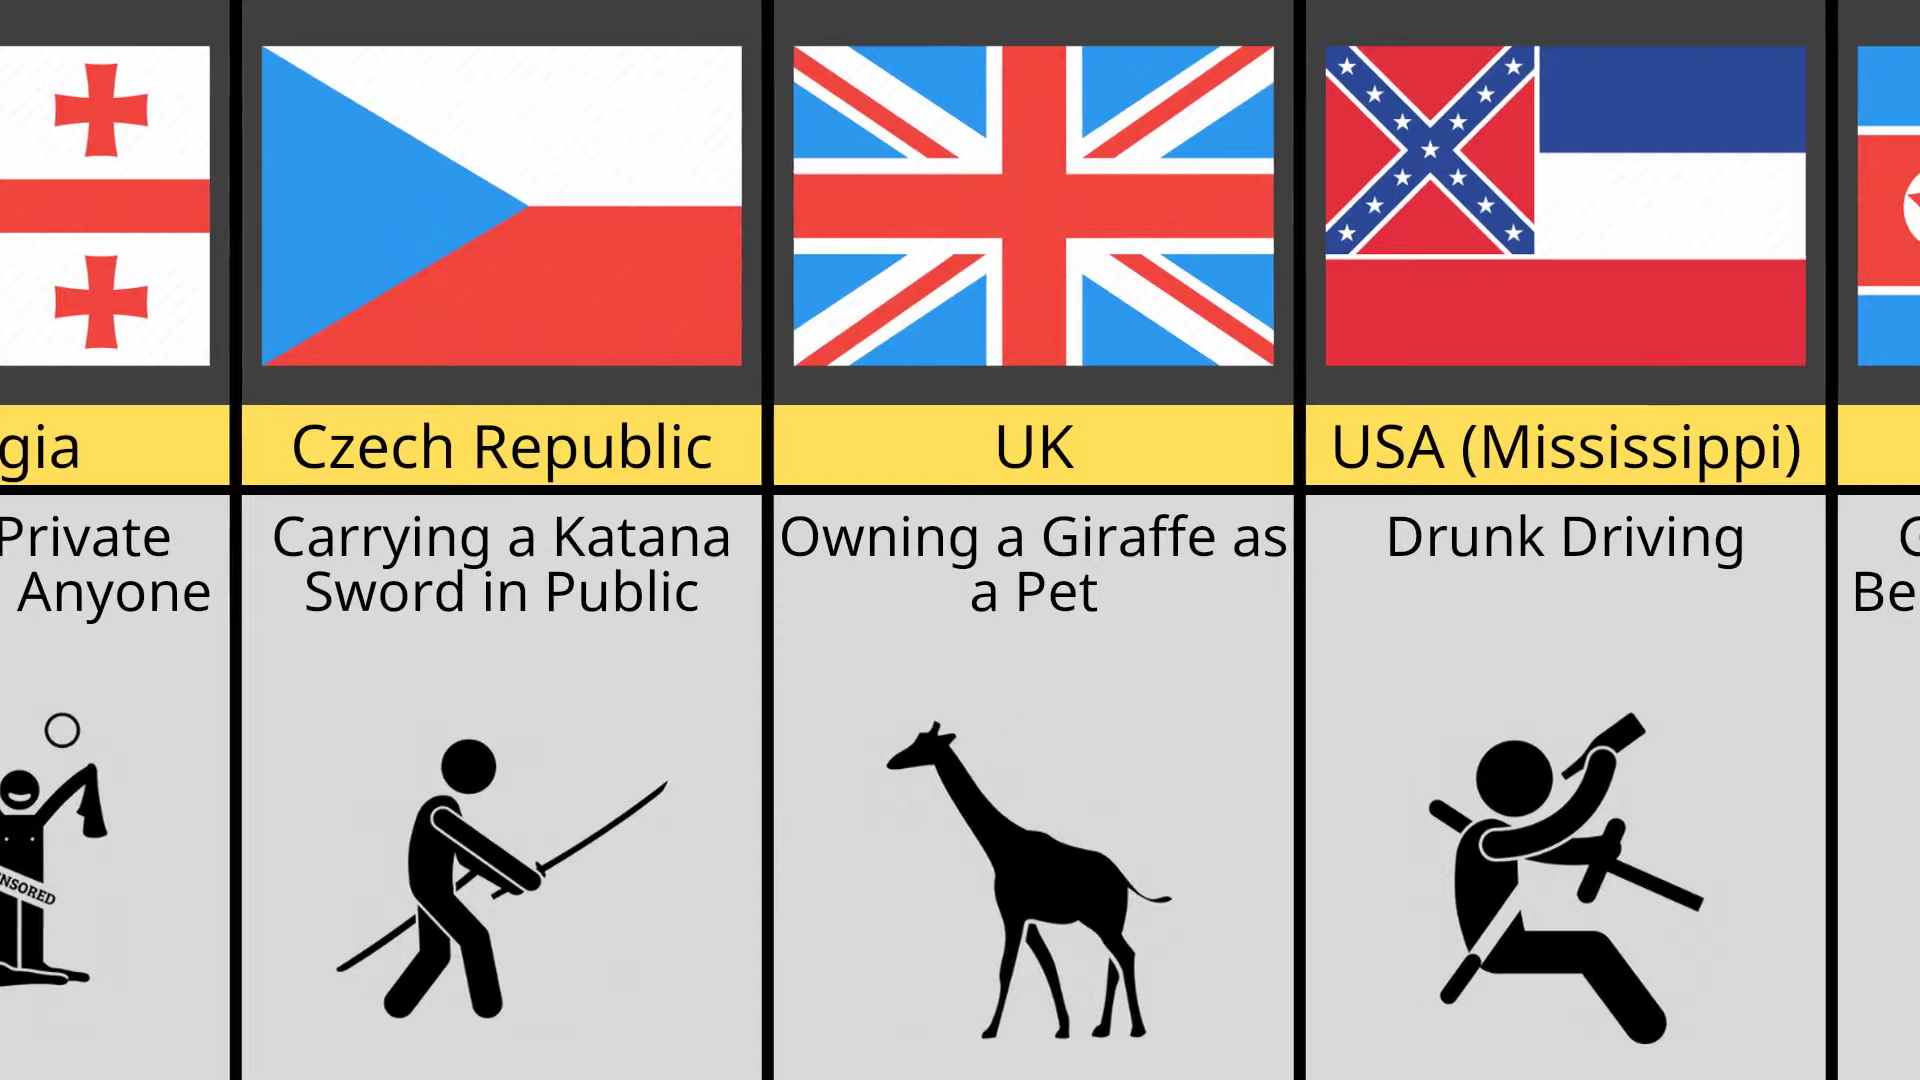 gia
Czech Republic
UK
USA (Mississippi)
Private
Anyone
Carrying a Katana
Sword in Public
Owning a Giraffe as
a Pet
Drunk Driving
Be
NSORED